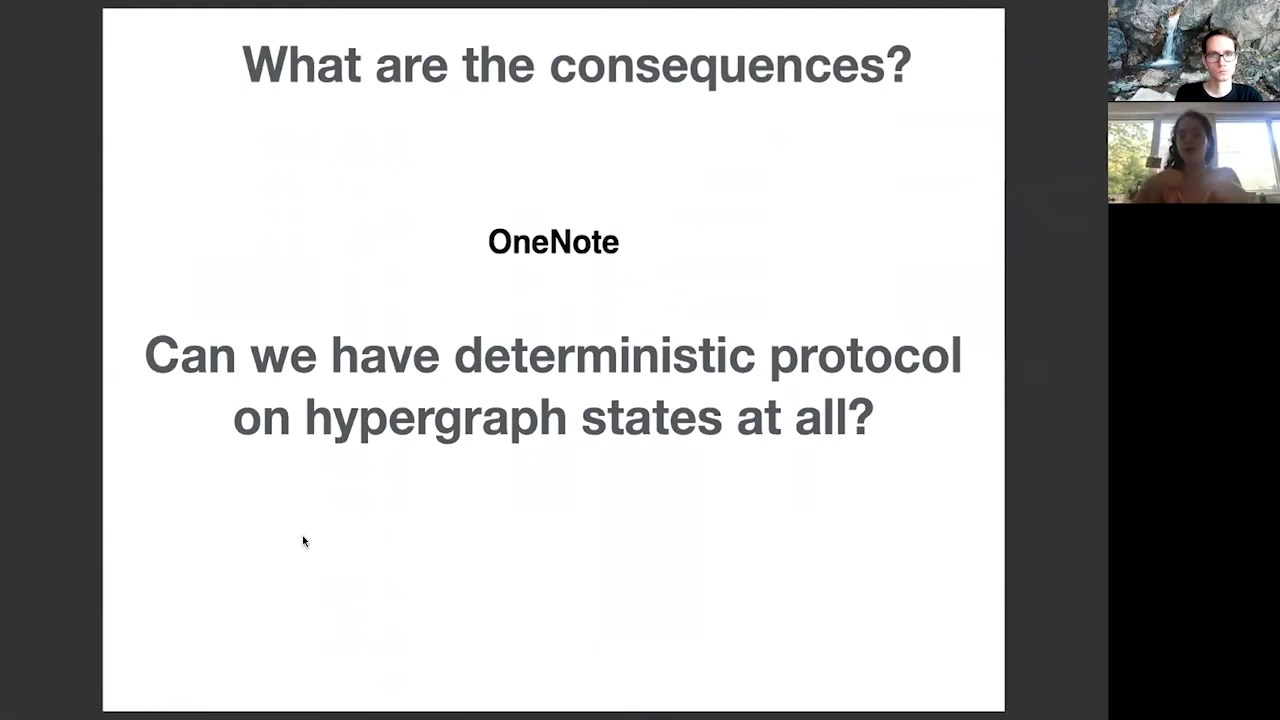 What are the consequences?
OneNote
Can we have deterministic protocol
on hypergraph states at all?